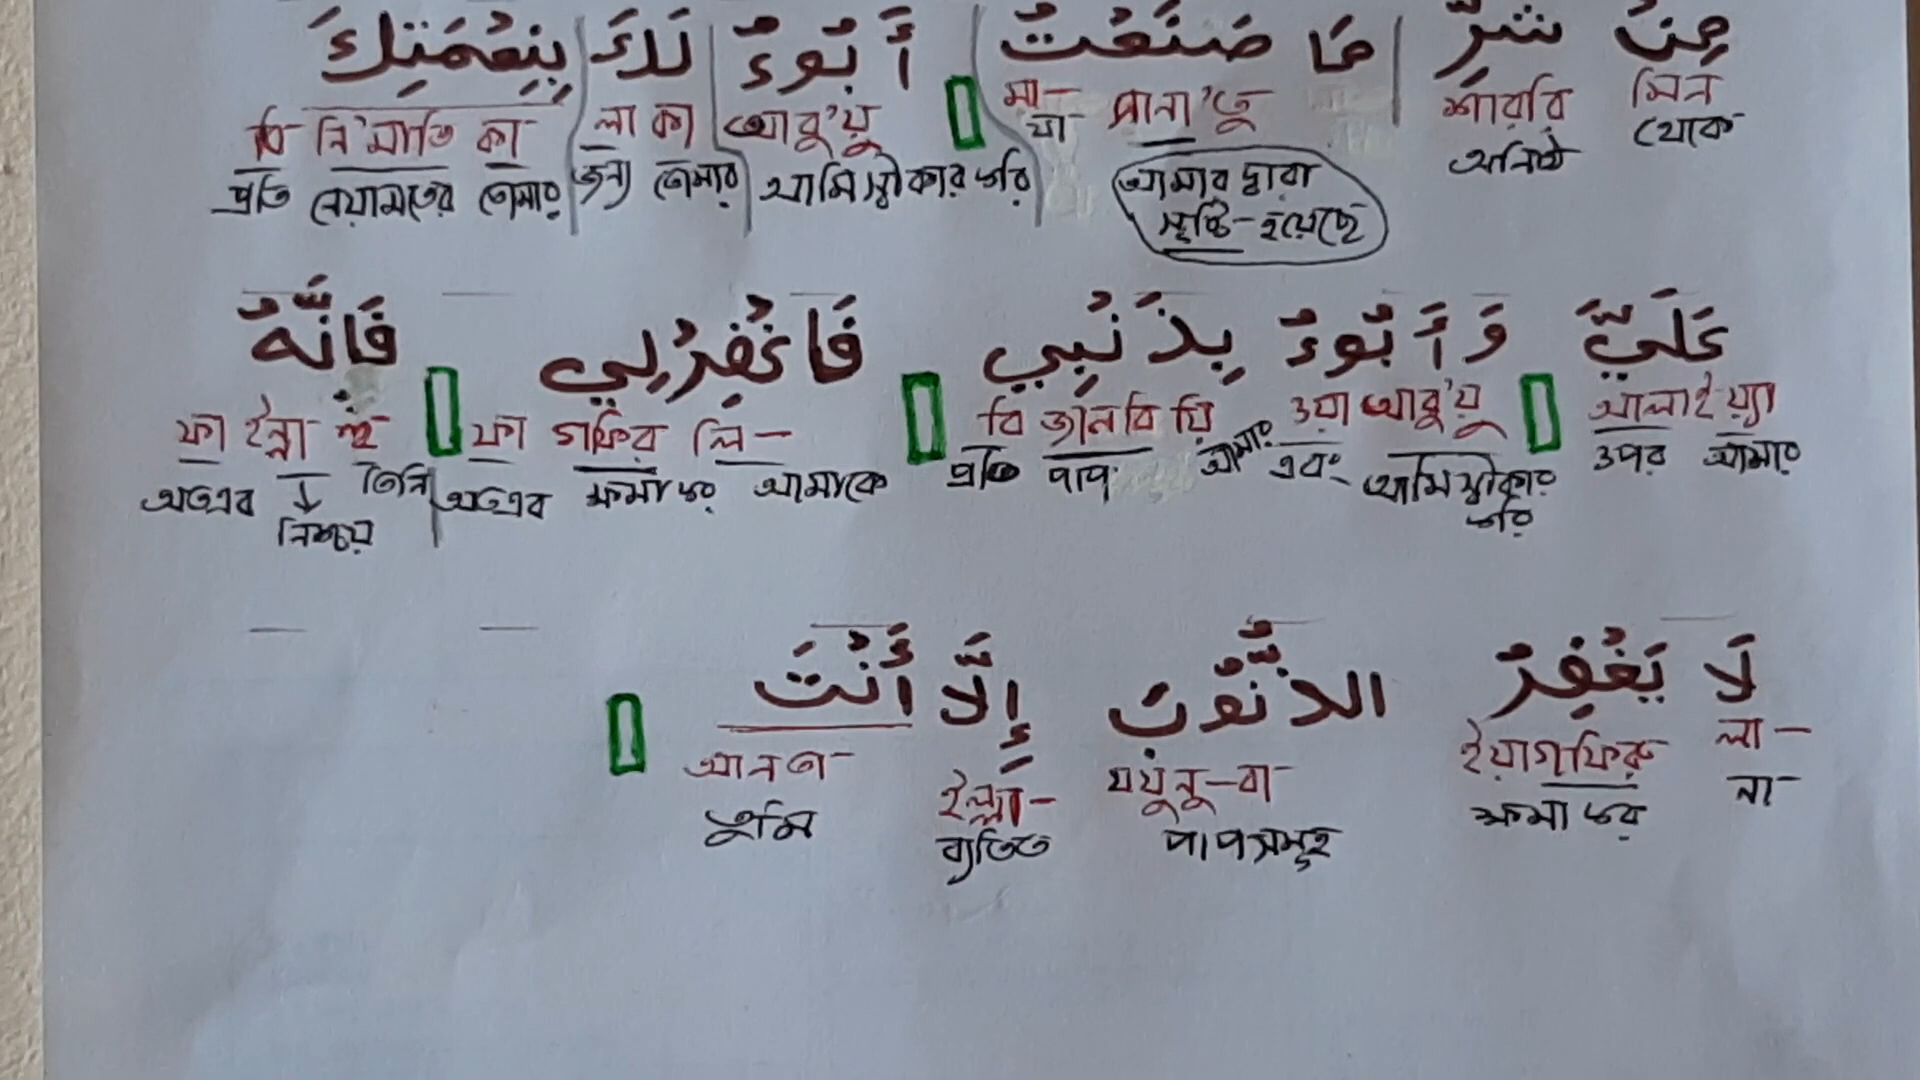 مِنْ شَرِّ مَا صَنَعْتُ أَبُوءُ لَكَ بِنِعْمَتِكَ
বি নি'মাতি কা লা কা আবু'য়ু মা- ছানা'তু শাররি মিন
প্রতি নেয়ামতের তোমার জন্য তোমার আমি স্বীকার করি যা আমার দ্বারা অনিষ্ট থেকে
সৃষ্টি-হয়েছে
عَلَيَّ وَ أَبُوءُ بِذَنْبِي فَاغْفِرْلِي فَانَّهُ
ফা ইন্না হু ফা গফির লি- বি জানবি য়ি ওয়া আবু'য়ু আলাইয়্যা
অতএব ↓ তিনি অতএব ক্ষমা কর আমাকে প্রতি পাপ আমার এবং আমি স্বীকার উপর আমার
নিশ্চয় করি
لَا يَغْفِرُ الذُّنُوبَ إِلَّا أَنْتَ
আনতা- ইল্লা- যযুনু-বা ইয়াগফিরু লা-
তুমি ব্যতিত পাপসমূহ ক্ষমা কর না